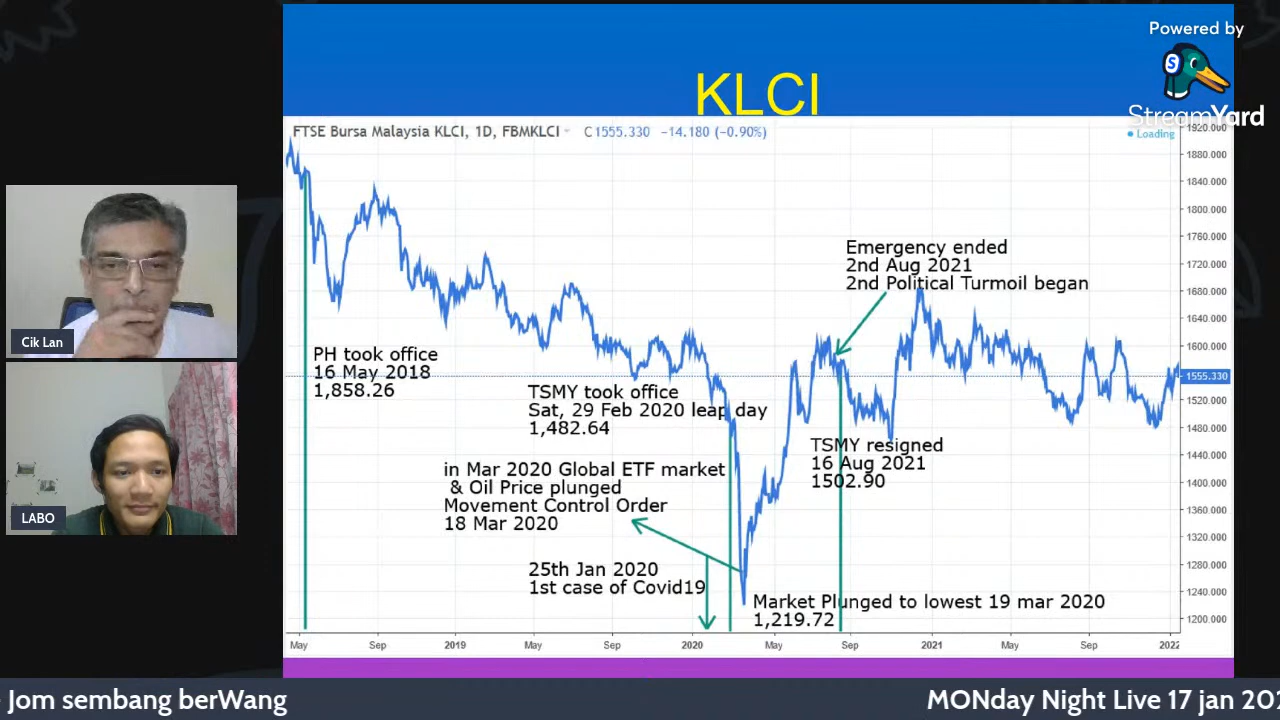 Powered by
StreamYard
KLCI
FTSE Bursa Malaysia KLCI, 1D, FBMKLCI C1555.330 −14.180 (−0.90%)
Loading
1920.000
1880.000
1840.000
1800.000
1760.000
1720.000
1680.000
1640.000
1600.000
1555.330
1520.000
1480.000
1440.000
1400.000
1360.000
1320.000
1280.000
1240.000
1200.000
Emergency ended
2nd Aug 2021
2nd Political Turmoil began
PH took office
16 May 2018
1,858.26
TSMY took office
Sat, 29 Feb 2020 leap day
1,482.64
TSMY resigned
16 Aug 2021
1502.90
in Mar 2020 Global ETF market
& Oil Price plunged
Movement Control Order
18 Mar 2020
25th Jan 2020
1st case of Covid19
Market Plunged to lowest 19 mar 2020
1,219.72
May Sep 2019 May Sep 2020 May Sep 2021 May Sep 2022
Cik Lan
LABO
Jom sembang berWang
MONday Night Live 17 jan